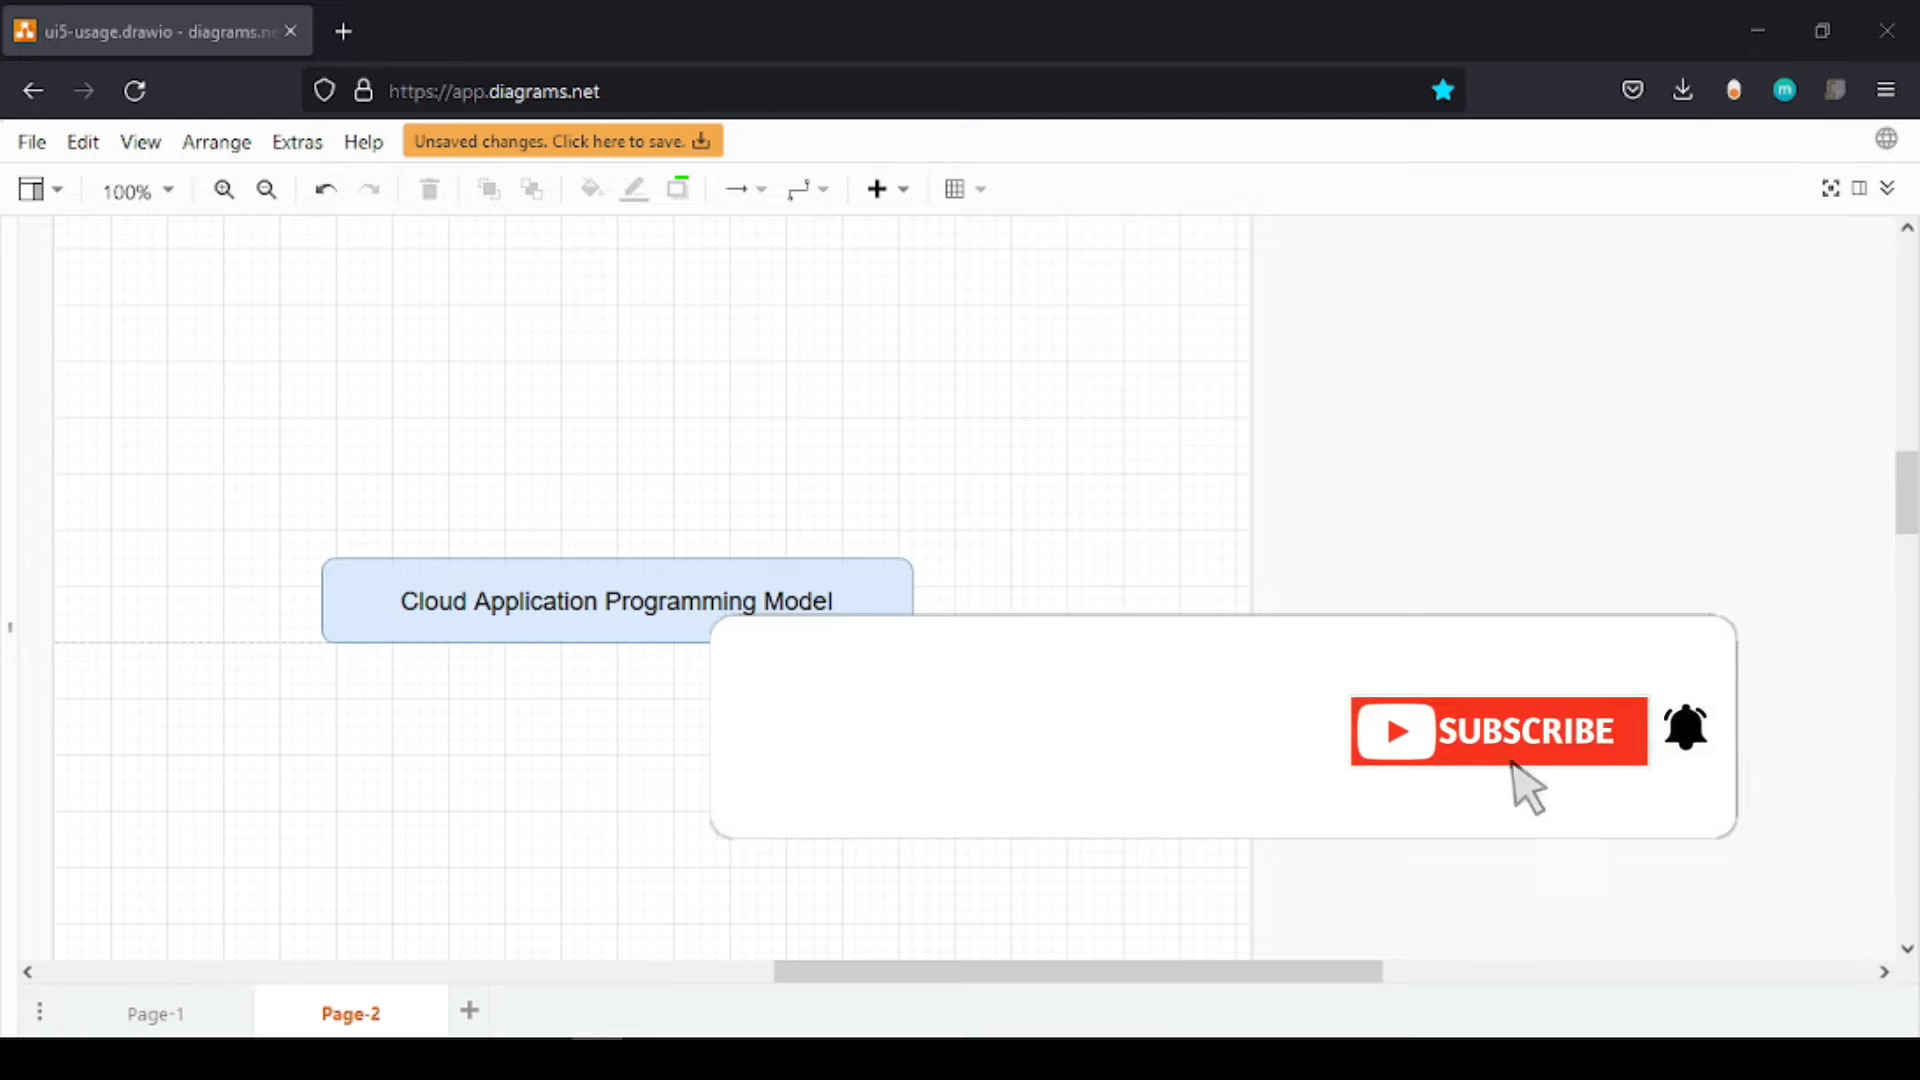 ui5-usage.drawio - diagrams.ne
https://app.diagrams.net
File Edit View Arrange Extras Help Unsaved changes. Click here to save.
100%
Cloud Application Programming Model
SUBSCRIBE
Page-1 Page-2